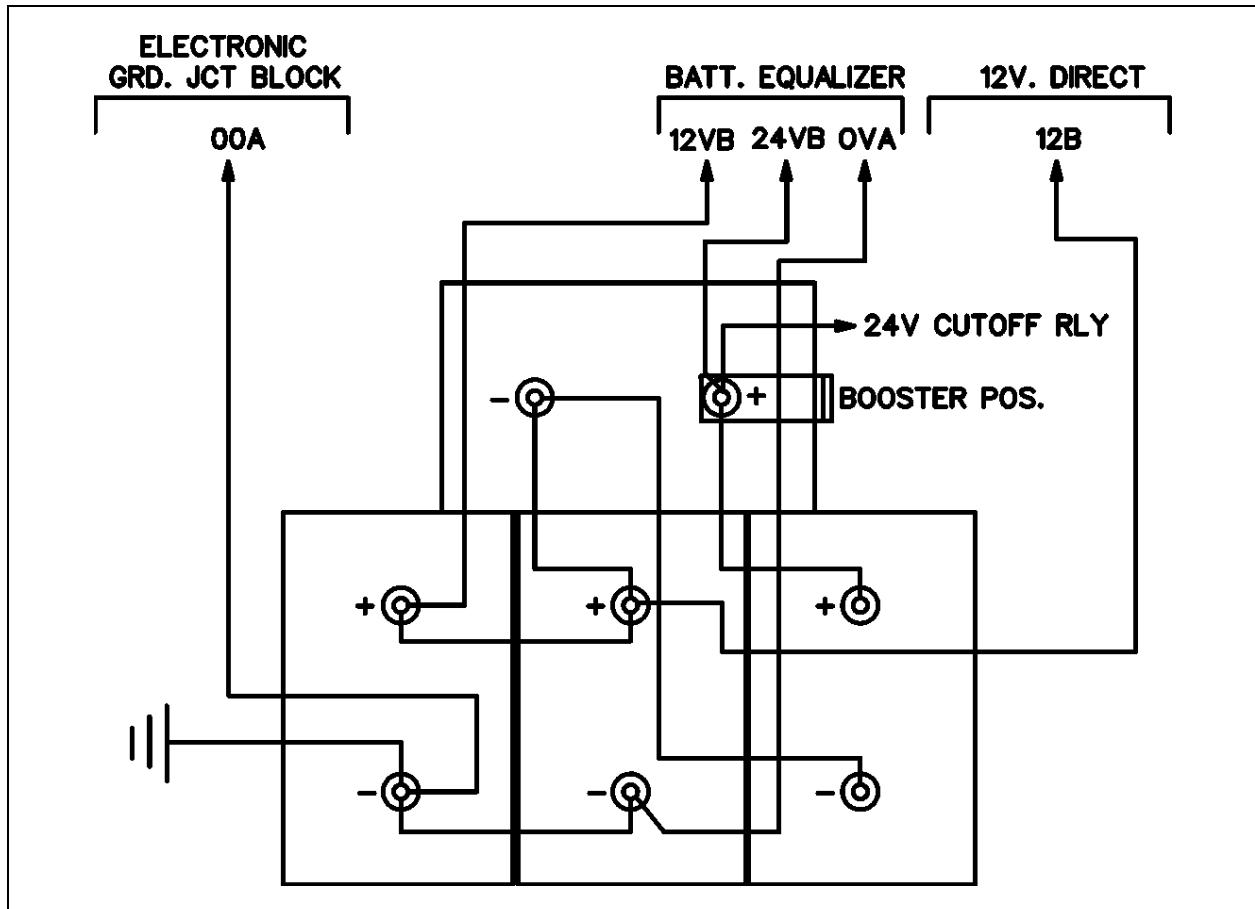 ELECTRONIC
GRD. JCT BLOCK
00A
BATT. EQUALIZER
12VB 24VB 0VA
12V. DIRECT
12B
24V CUTOFF RLY
- + BOOSTER POS.
+ + +
- - -